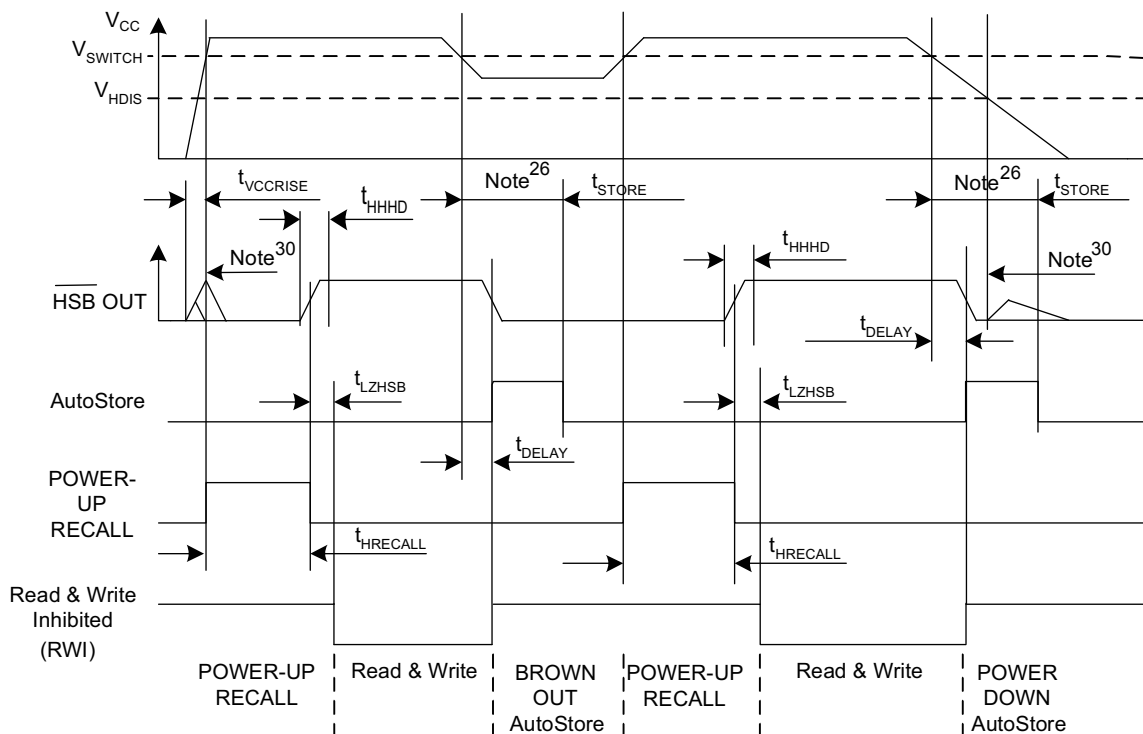 VCC
VSWITCH
VHDIS
tVCCRISE
Note26
tSTORE
Note26
tSTORE
tHHHD
Note30
tHHHD
Note30
HSB OUT
tDELAY
tLZHSB
tLZHSB
AutoStore
tDELAY
POWER-
UP
RECALL
tHRECALL
tHRECALL
Read & Write
Inhibited
(RWI)
POWER-UP
RECALL
Read & Write
BROWN
OUT
AutoStore
POWER-UP
RECALL
Read & Write
POWER
DOWN
AutoStore